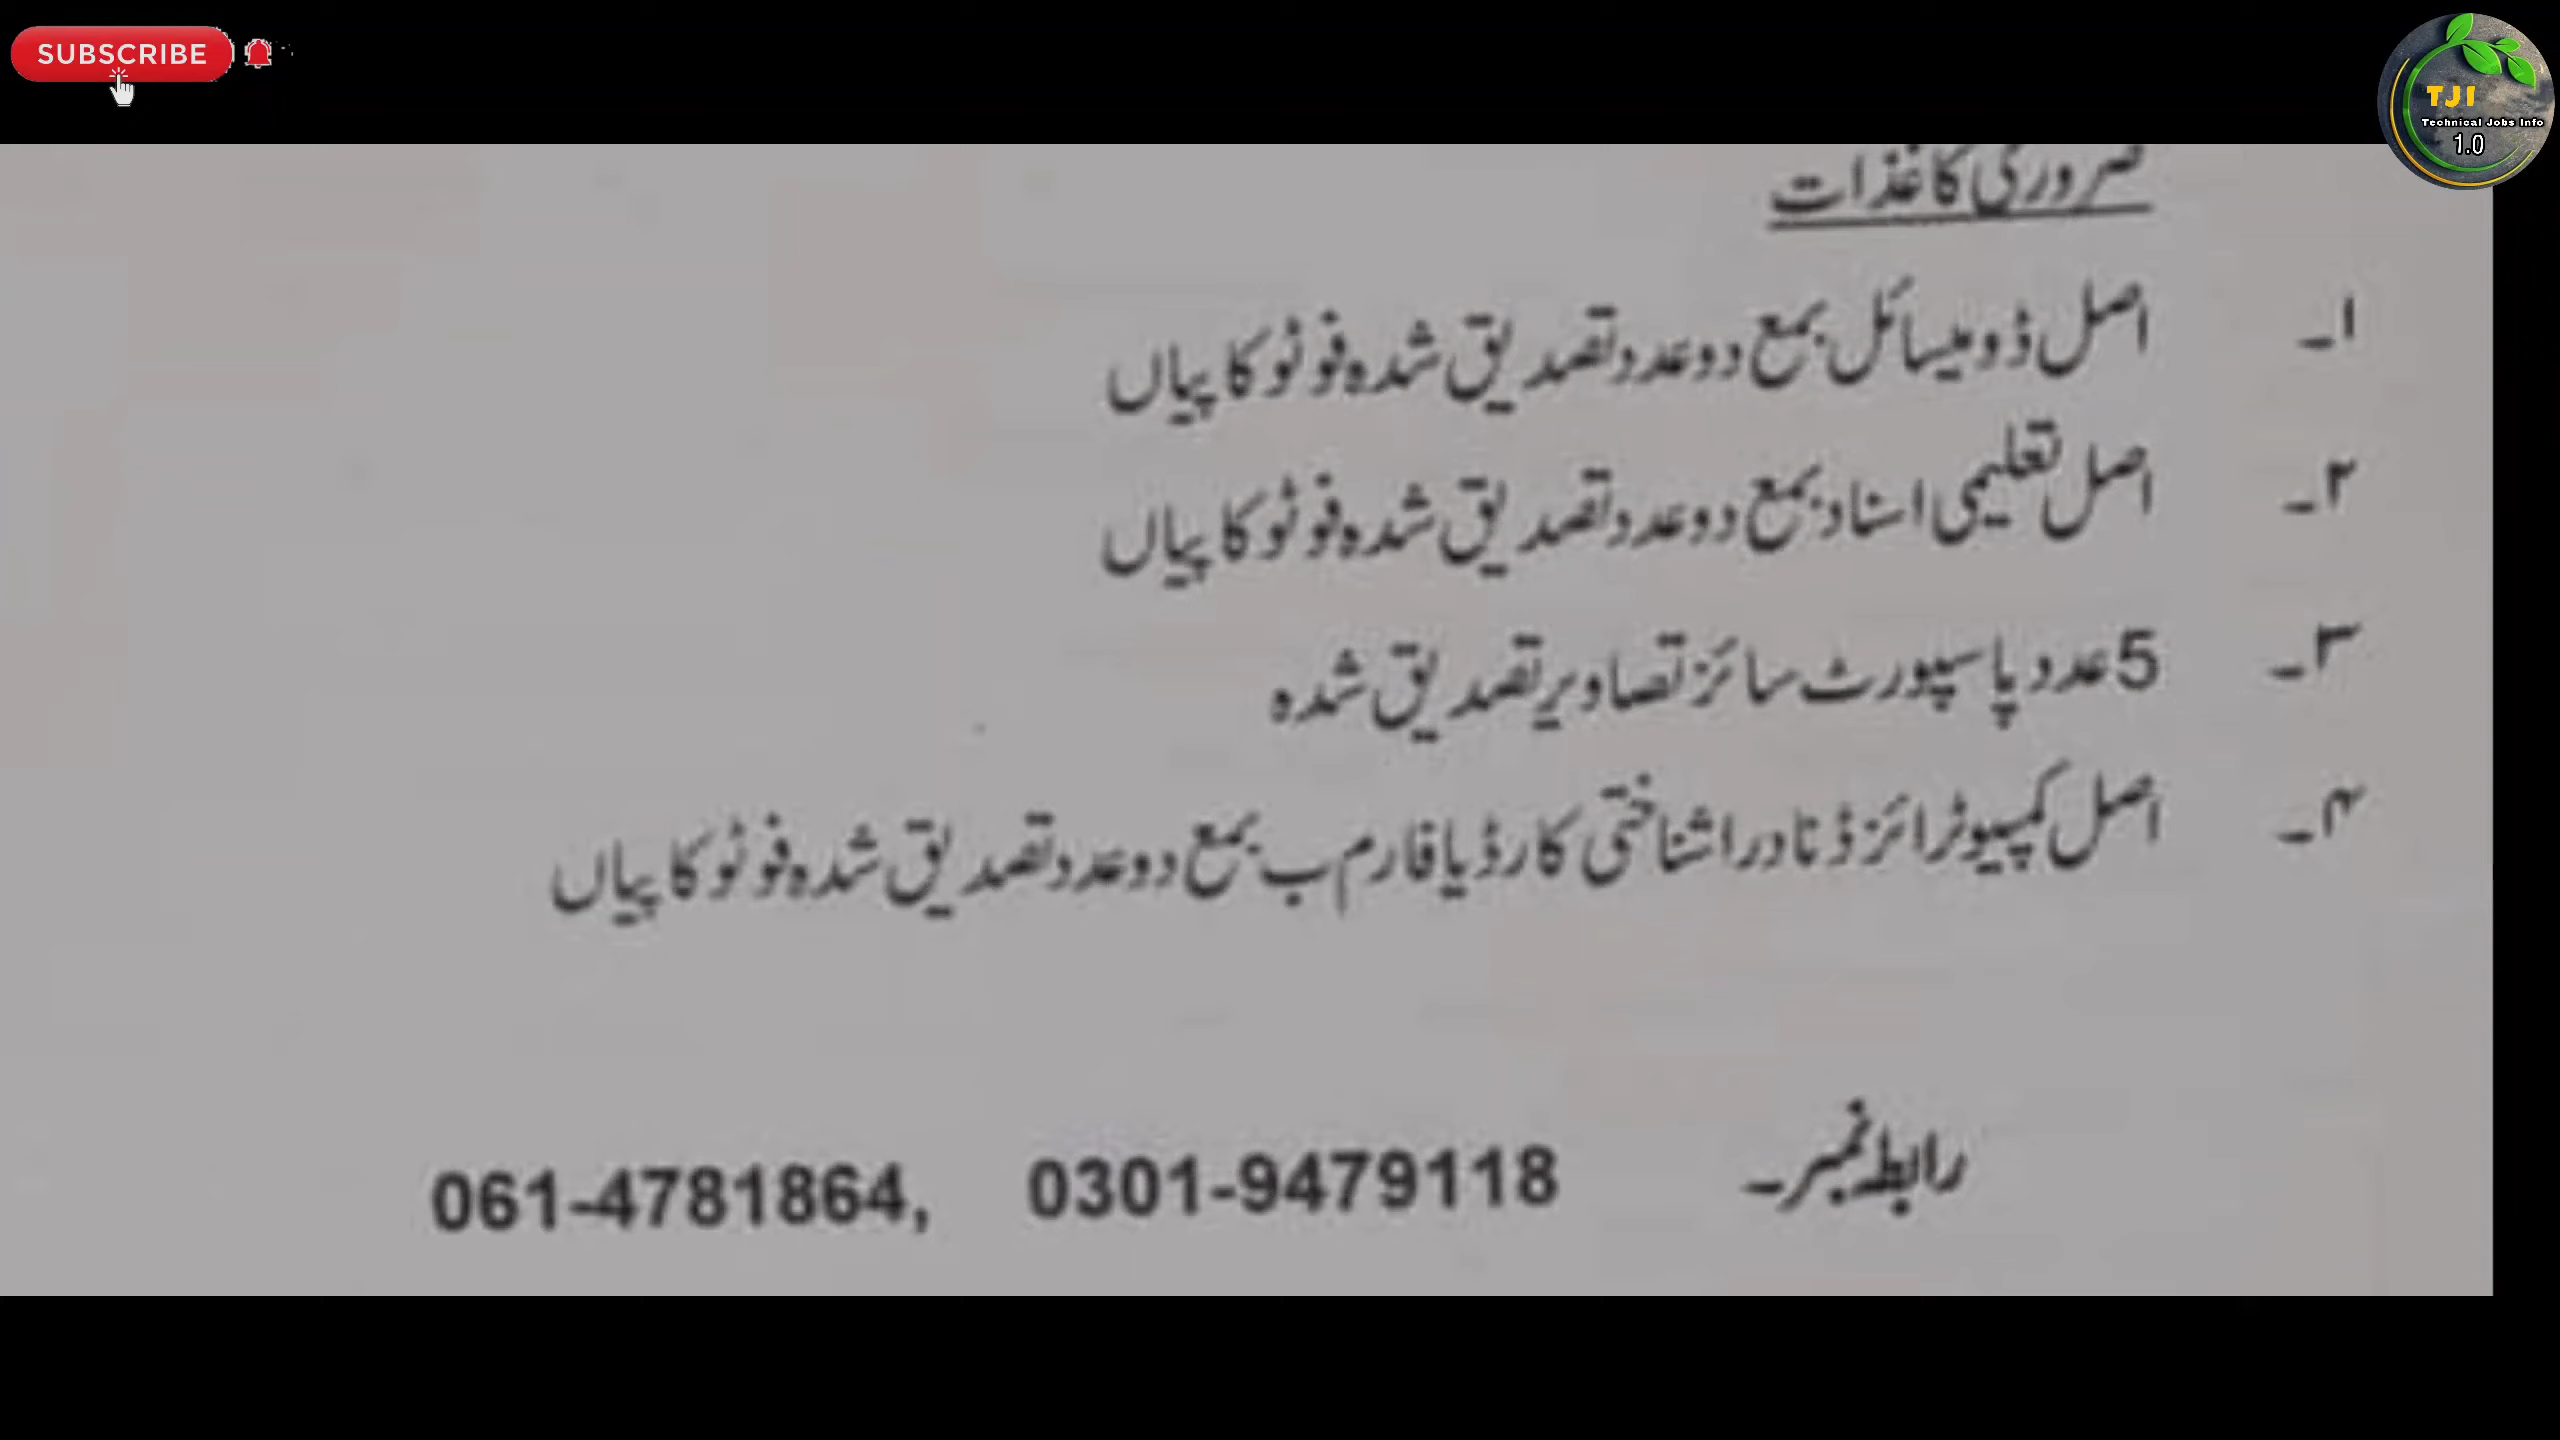 SUBSCRIBE
TJI
Technical Jobs Info
1.0
ضروری کاغذات
۱۔ اصل ڈومیسائل بمع دو عدد تصدیق شدہ فوٹو کاپیاں
۲۔ اصل تعلیمی اسناد بمع دو عدد تصدیق شدہ فوٹو کاپیاں
۳۔ 5 عدد پاسپورٹ سائز تصاویر تصدیق شدہ
۴۔ اصل کمپیوٹرائزڈ نادرا شناختی کارڈ یا فارم ب بمع دو عدد تصدیق شدہ فوٹو کاپیاں
رابطہ نمبر۔ 0301-9479118 061-4781864,